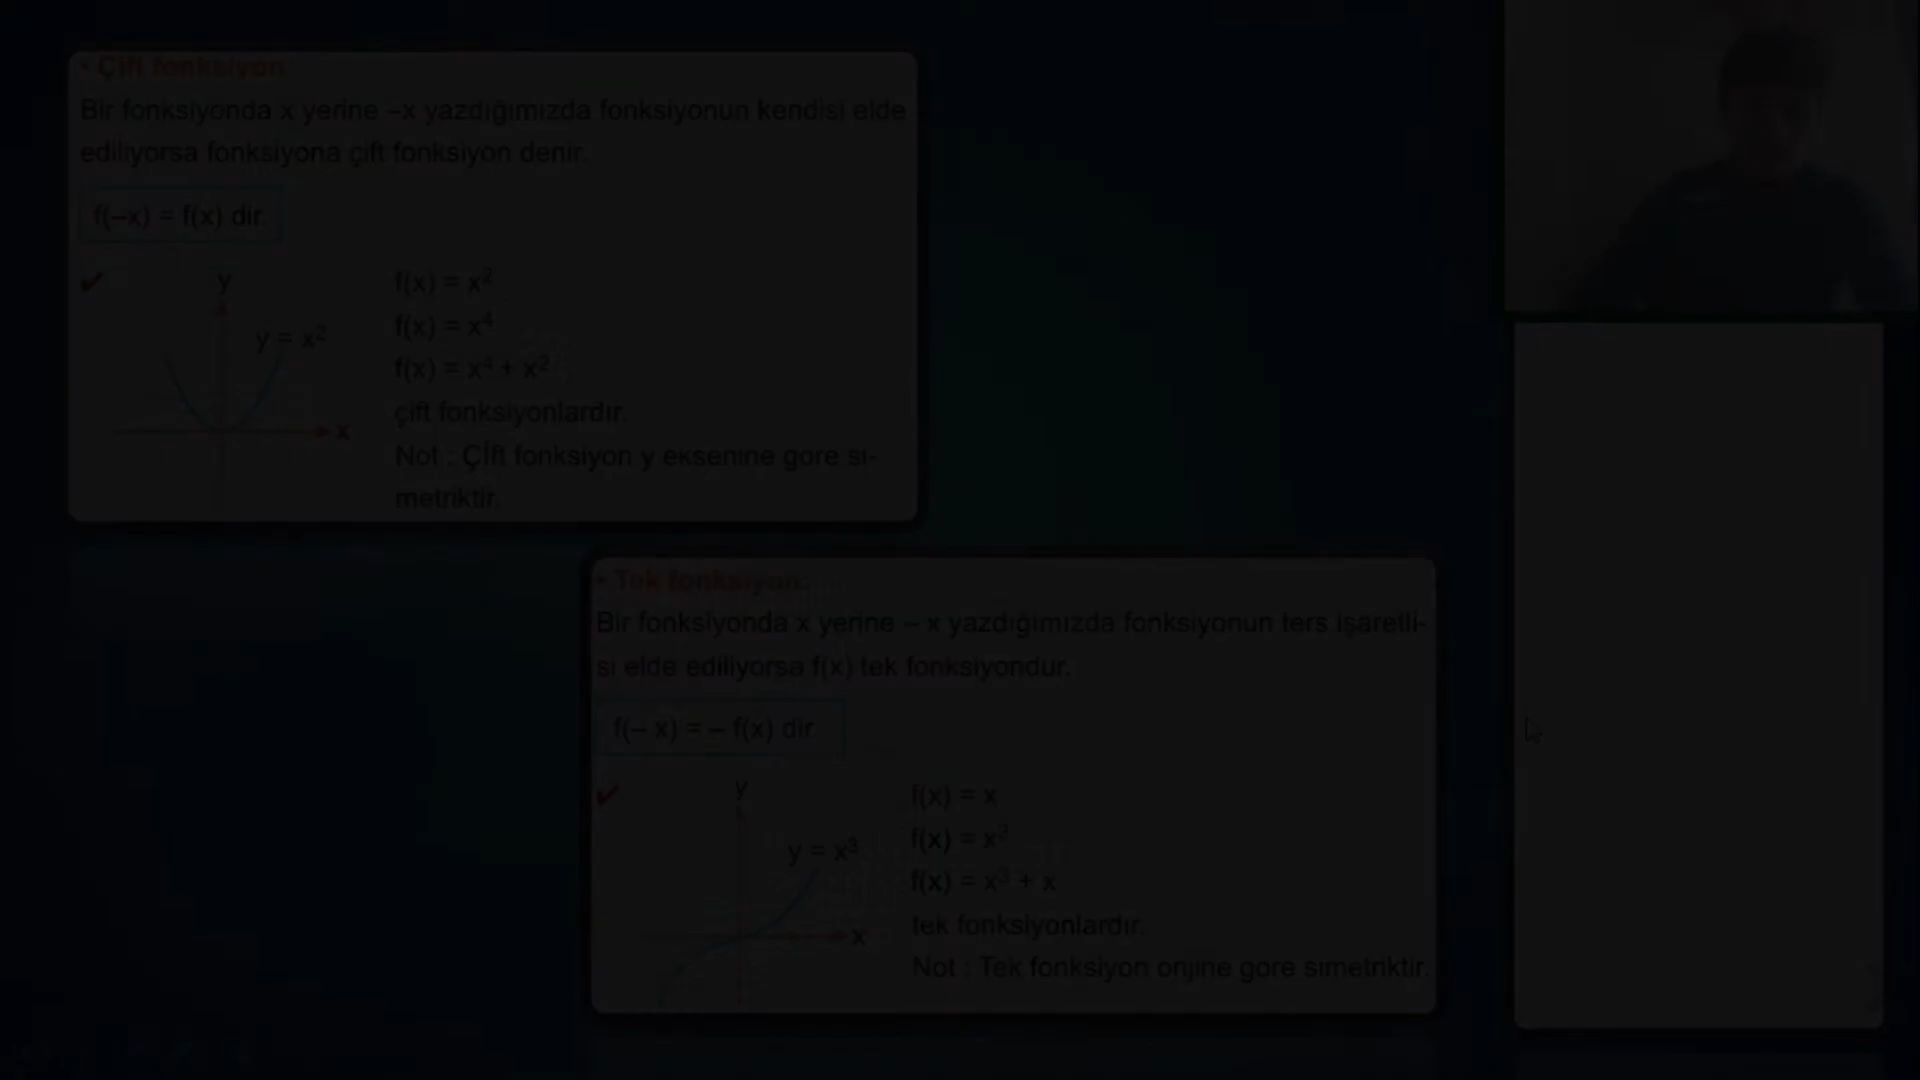 • Çift fonksiyon
Bir fonksiyonda x yerine –x yazdığımızda fonksiyonun kendisi elde
ediliyorsa fonksiyona çift fonksiyon denir.
f(–x) = f(x) dir.
✔
y
y = x²
x
f(x) = x²
f(x) = x⁴
f(x) = x⁴ + x²
çift fonksiyonlardır.
Not : Çift fonksiyon y eksenine göre si-
metriktir.
• Tek fonksiyon:
Bir fonksiyonda x yerine – x yazdığımızda fonksiyonun ters işaretli-
si elde ediliyorsa f(x) tek fonksiyondur.
f(– x) = – f(x) dir.
✔
y
y = x³
x
f(x) = x
f(x) = x³
f(x) = x³ + x
tek fonksiyonlardır.
Not : Tek fonksiyon orijine göre simetriktir.